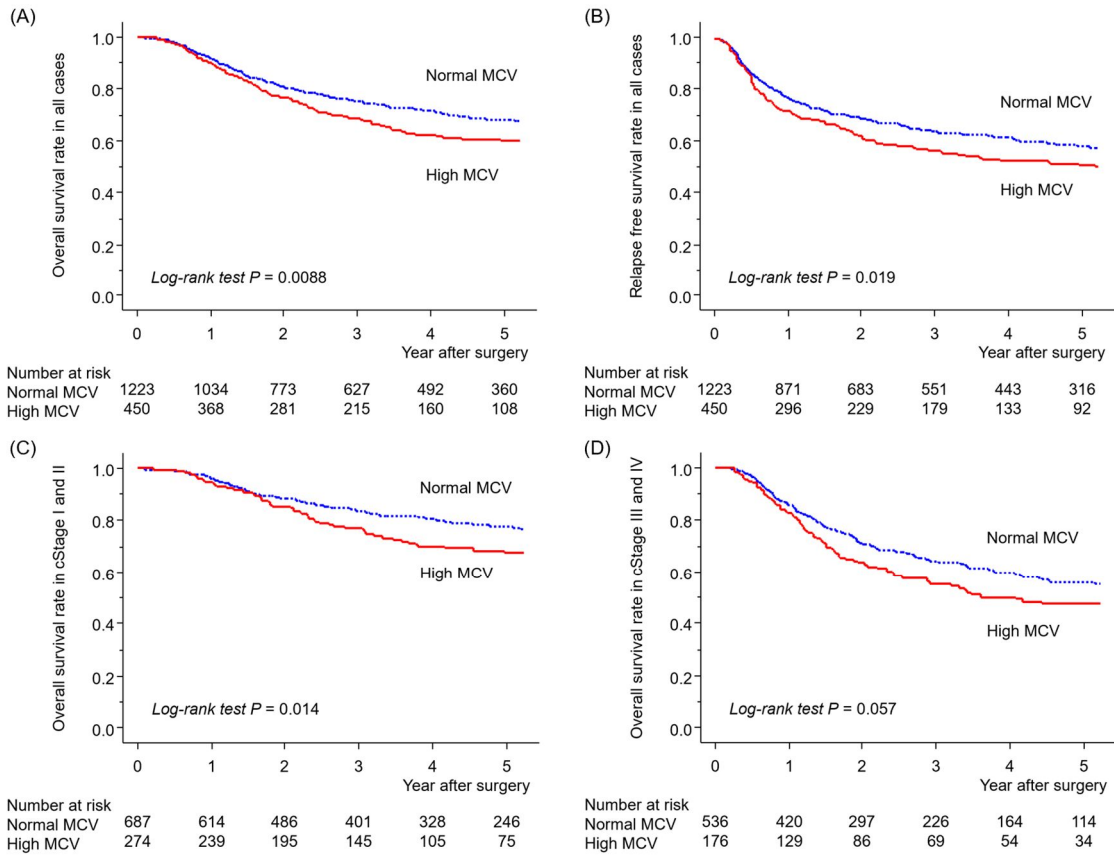 (A)
Overall survival rate in all cases
1.0
0.8
0.6
0.4
0.2
0.0
Normal MCV
High MCV
Log-rank test P = 0.0088
0 1 2 3 4 5
Year after surgery
Number at risk
Normal MCV 1223 1034 773 627 492 360
High MCV 450 368 281 215 160 108
(B)
Relapse free survival rate in all cases
1.0
0.8
0.6
0.4
0.2
0.0
Normal MCV
High MCV
Log-rank test P = 0.019
0 1 2 3 4 5
Year after surgery
Number at risk
Normal MCV 1223 871 683 551 443 316
High MCV 450 296 229 179 133 92
(C)
Overall survival rate in cStage I and II
1.0
0.8
0.6
0.4
0.2
0.0
Normal MCV
High MCV
Log-rank test P = 0.014
0 1 2 3 4 5
Year after surgery
Number at risk
Normal MCV 687 614 486 401 328 246
High MCV 274 239 195 145 105 75
(D)
Overall survival rate in cStage III and IV
1.0
0.8
0.6
0.4
0.2
0.0
Normal MCV
High MCV
Log-rank test P = 0.057
0 1 2 3 4 5
Year after surgery
Number at risk
Normal MCV 536 420 297 226 164 114
High MCV 176 129 86 69 54 34